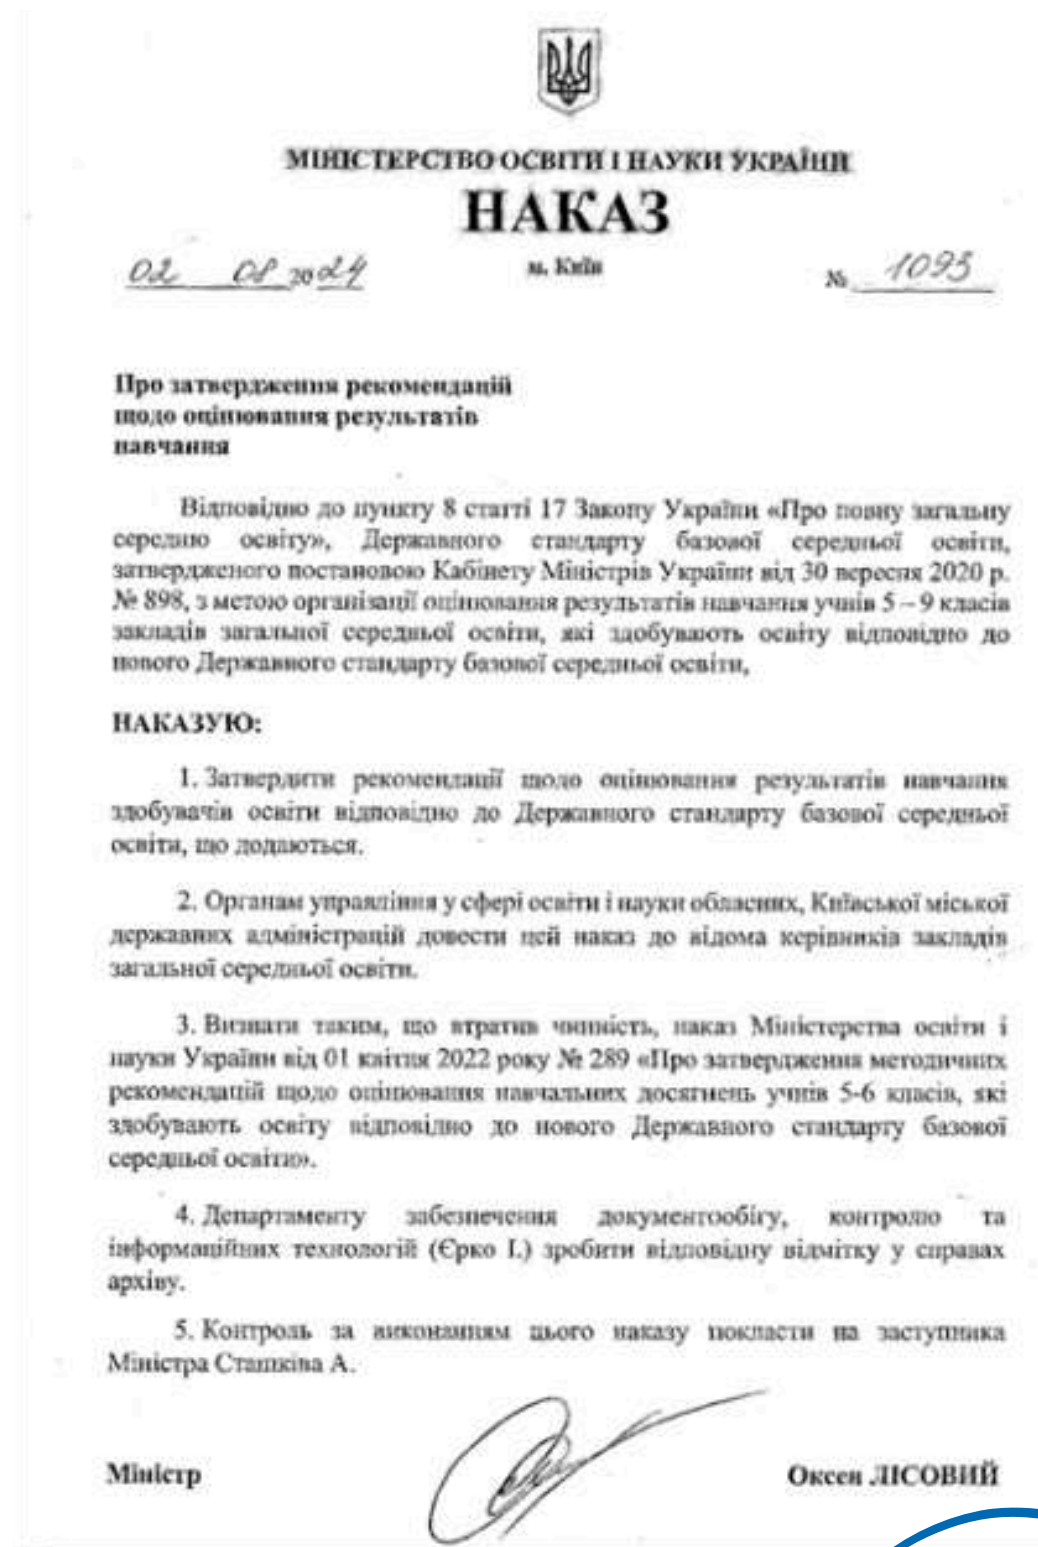 МІНІСТЕРСТВО ОСВІТИ І НАУКИ УКРАЇНИ
НАКАЗ
02 08 2024 м. Київ № 1093
Про затвердження рекомендацій
щодо оцінювання результатів
навчання
Відповідно до пункту 8 статті 17 Закону України «Про повну загальну
середню освіту», Державного стандарту базової середньої освіти,
затвердженого постановою Кабінету Міністрів України від 30 вересня 2020 р.
№ 898, з метою організації оцінювання результатів навчання учнів 5 – 9 класів
закладів загальної середньої освіти, які здобувають освіту відповідно до
нового Державного стандарту базової середньої освіти,
НАКАЗУЮ:
1. Затвердити рекомендації щодо оцінювання результатів навчання
здобувачів освіти відповідно до Державного стандарту базової середньої
освіти, що додаються.
2. Органам управління у сфері освіти і науки обласних, Київської міської
державних адміністрацій довести цей наказ до відома керівників закладів
загальної середньої освіти.
3. Визнати таким, що втратив чинність, наказ Міністерства освіти і
науки України від 01 квітня 2022 року № 289 «Про затвердження методичних
рекомендацій щодо оцінювання навчальних досягнень учнів 5-6 класів, які
здобувають освіту відповідно до нового Державного стандарту базової
середньої освіти».
4. Департаменту забезпечення документообігу, контролю та
інформаційних технологій (Єрко І.) зробити відповідну відмітку у справах
архіву.
5. Контроль за виконанням цього наказу покласти на заступника
Міністра Сташківа А.
Міністр Оксен ЛІСОВИЙ